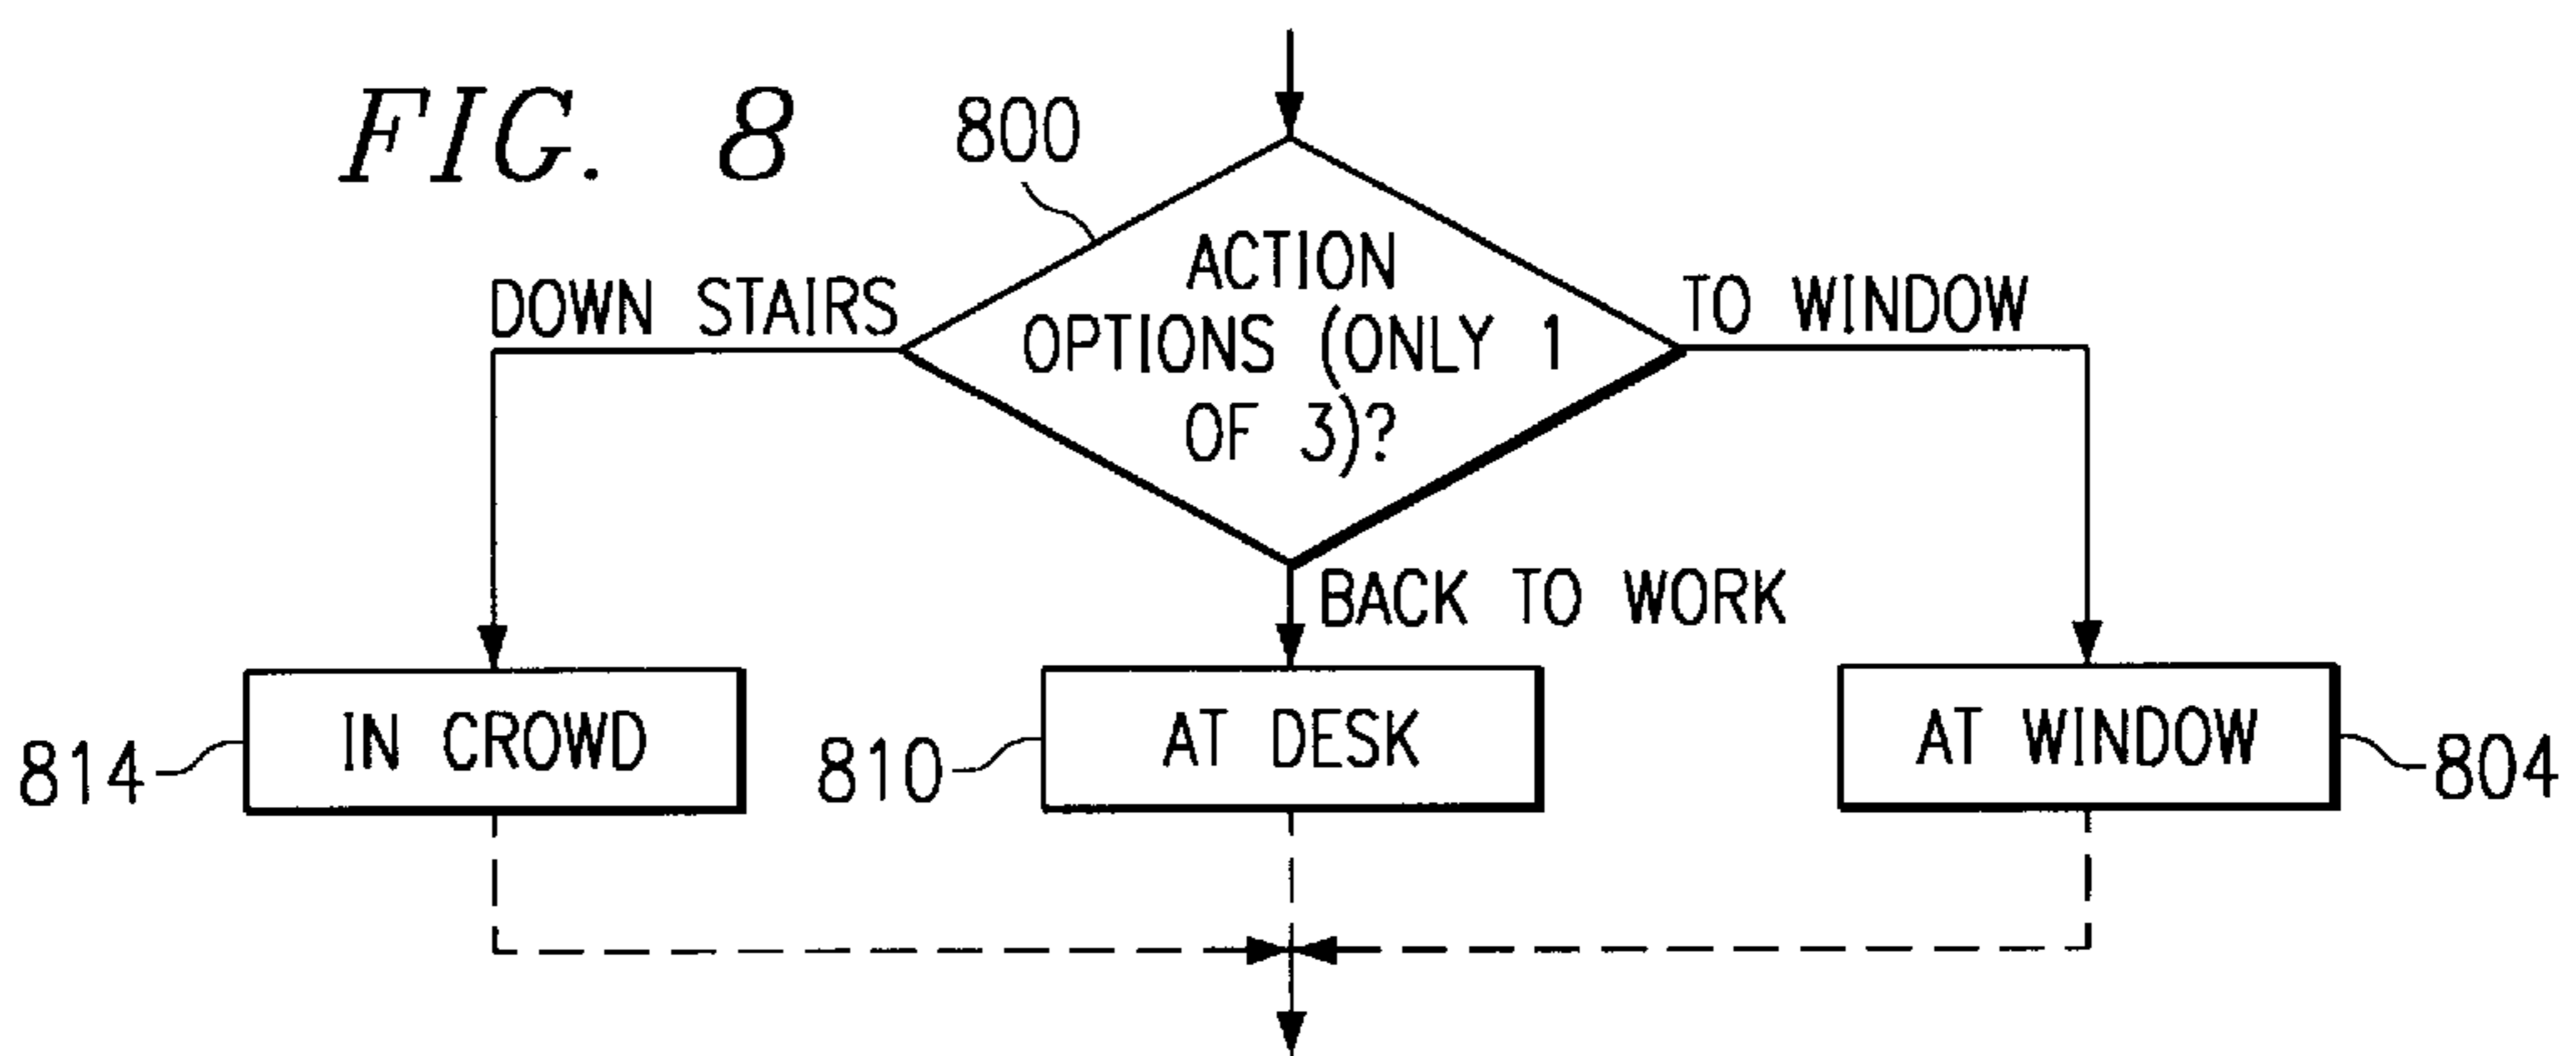 FIG. 8
800
ACTION
OPTIONS (ONLY 1
OF 3)?
DOWN STAIRS
TO WINDOW
BACK TO WORK
814
IN CROWD
810
AT DESK
AT WINDOW
804